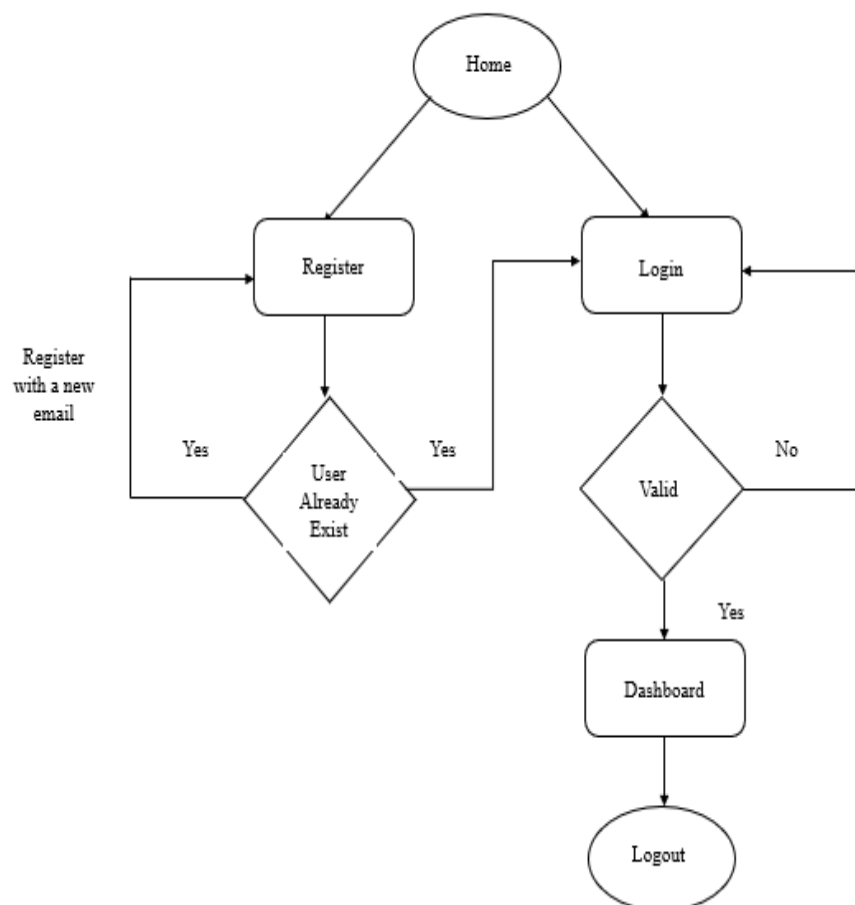 Home
Register
Login
Register
with a new
email
Yes
User
Already
Exist
Yes
Valid
No
Yes
Dashboard
Logout